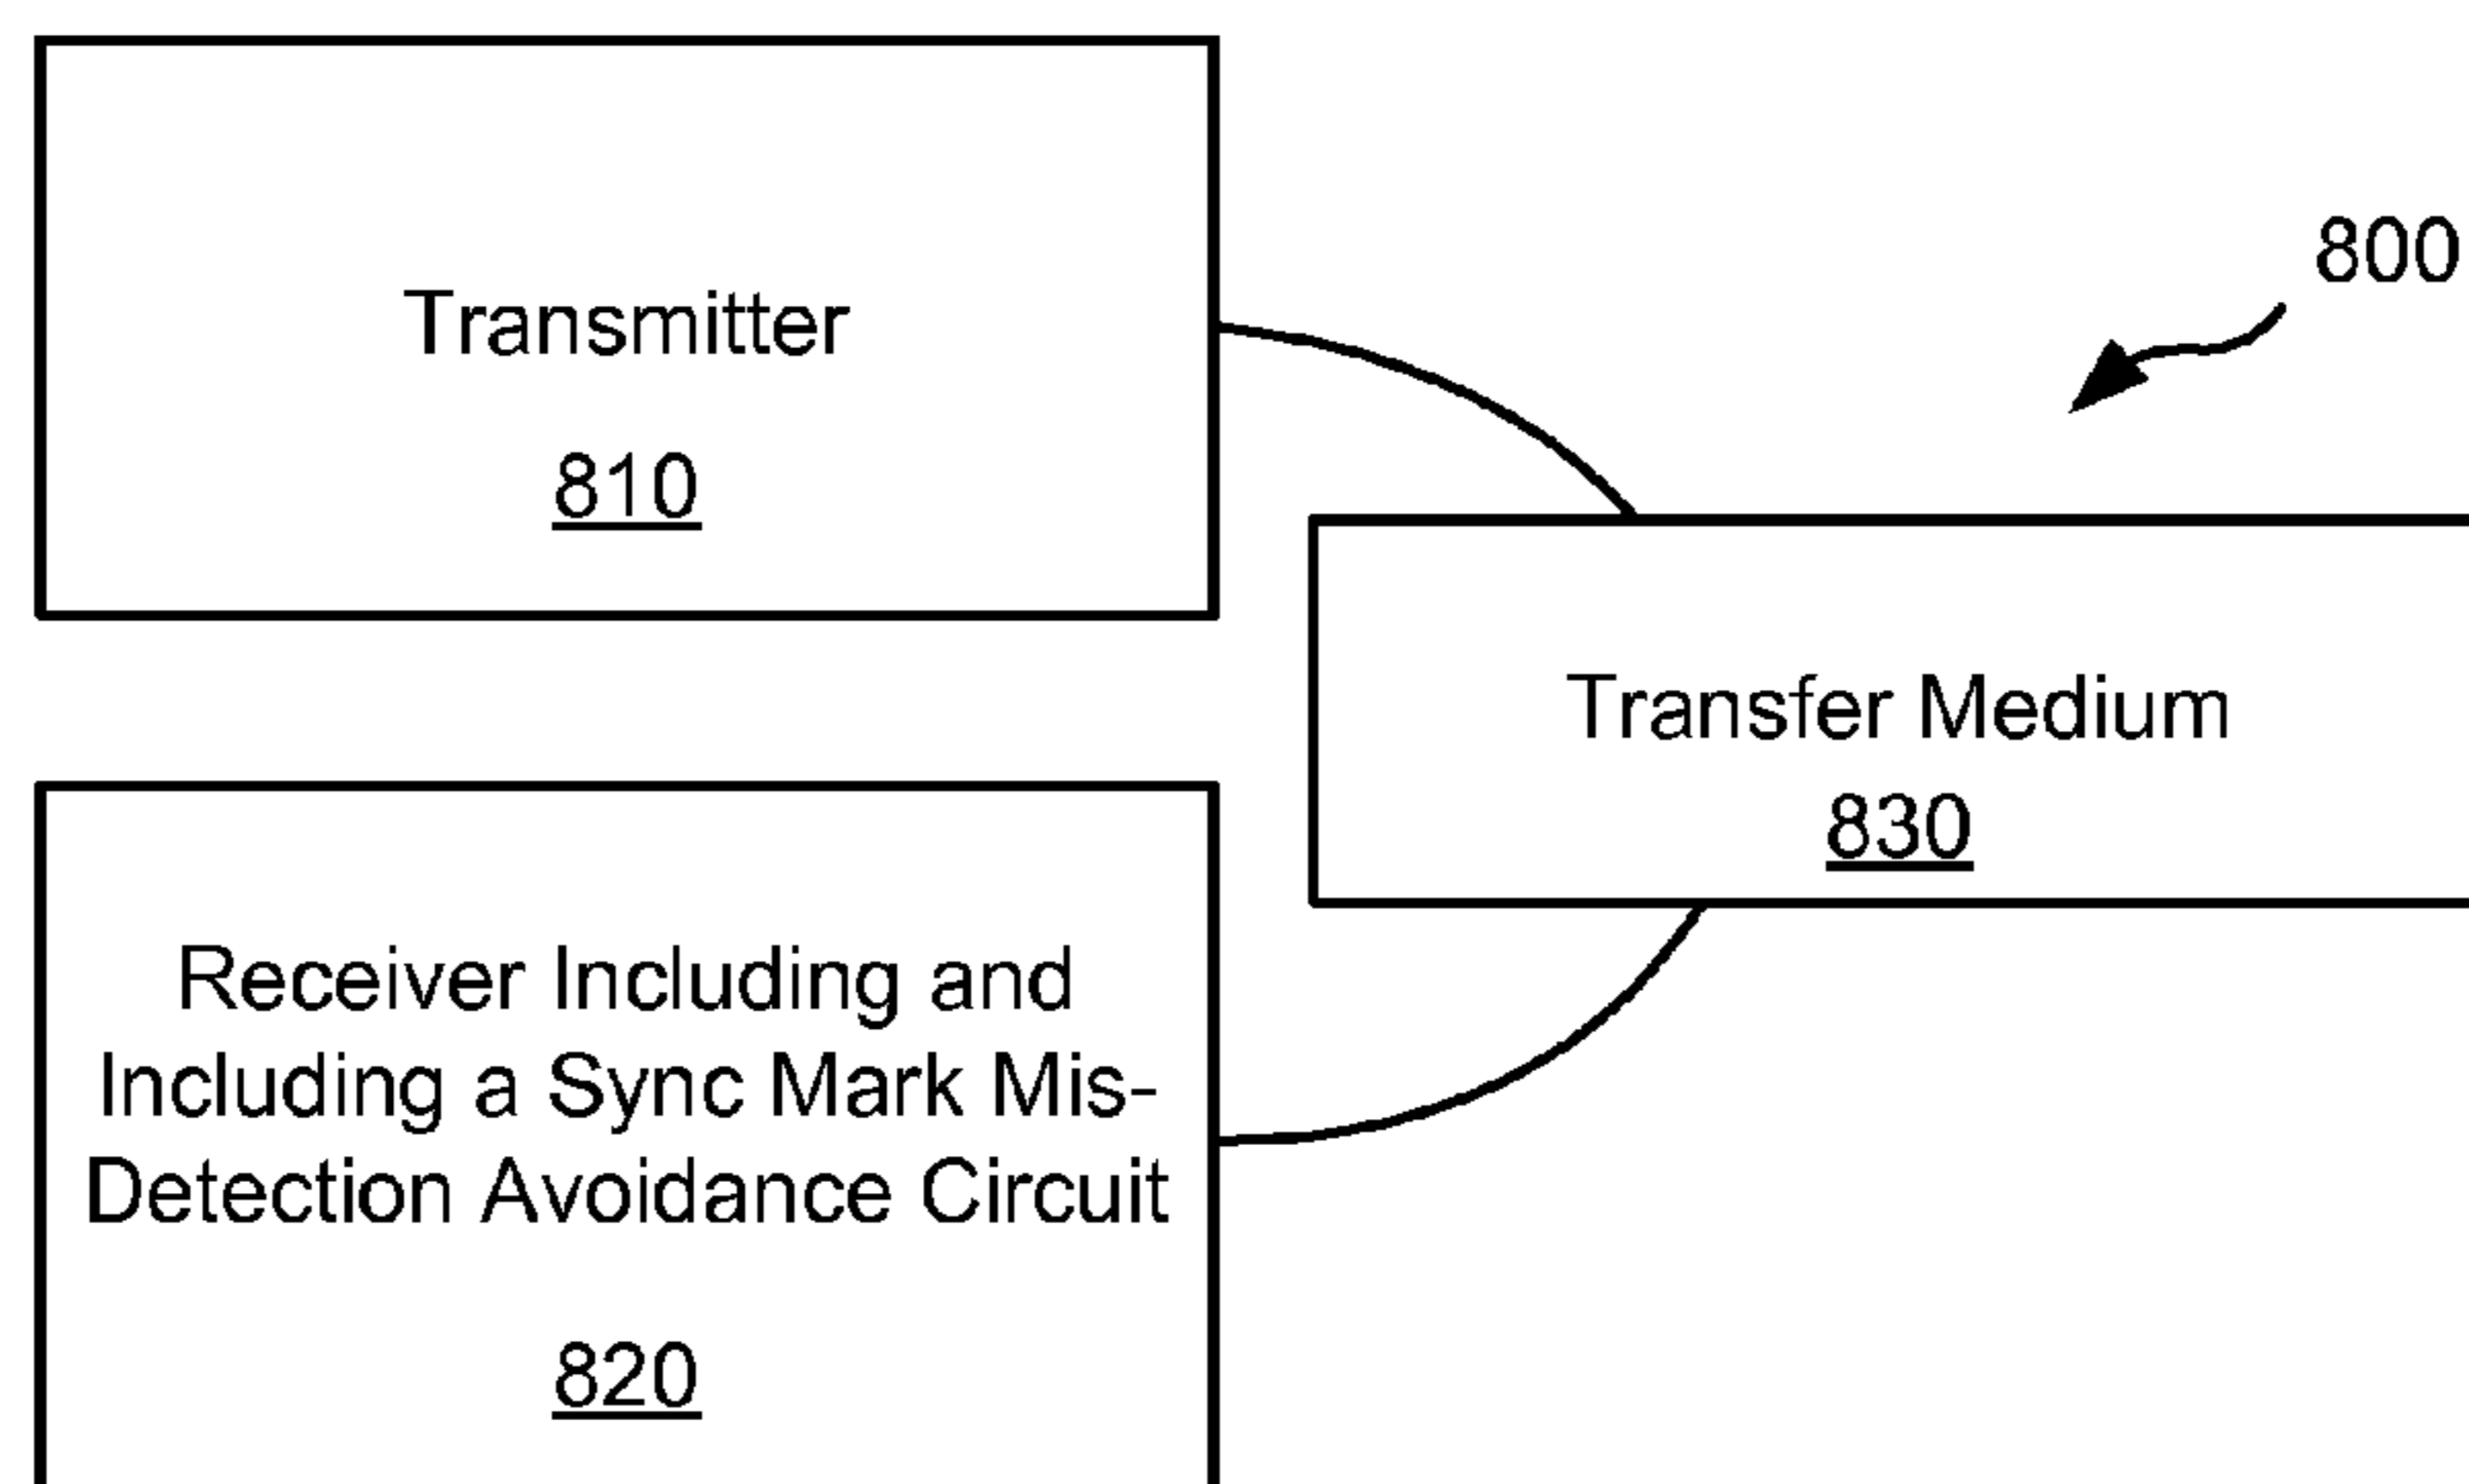 Transmitter
810
800
Transfer Medium
830
Receiver Including and
Including a Sync Mark Mis-
Detection Avoidance Circuit
820